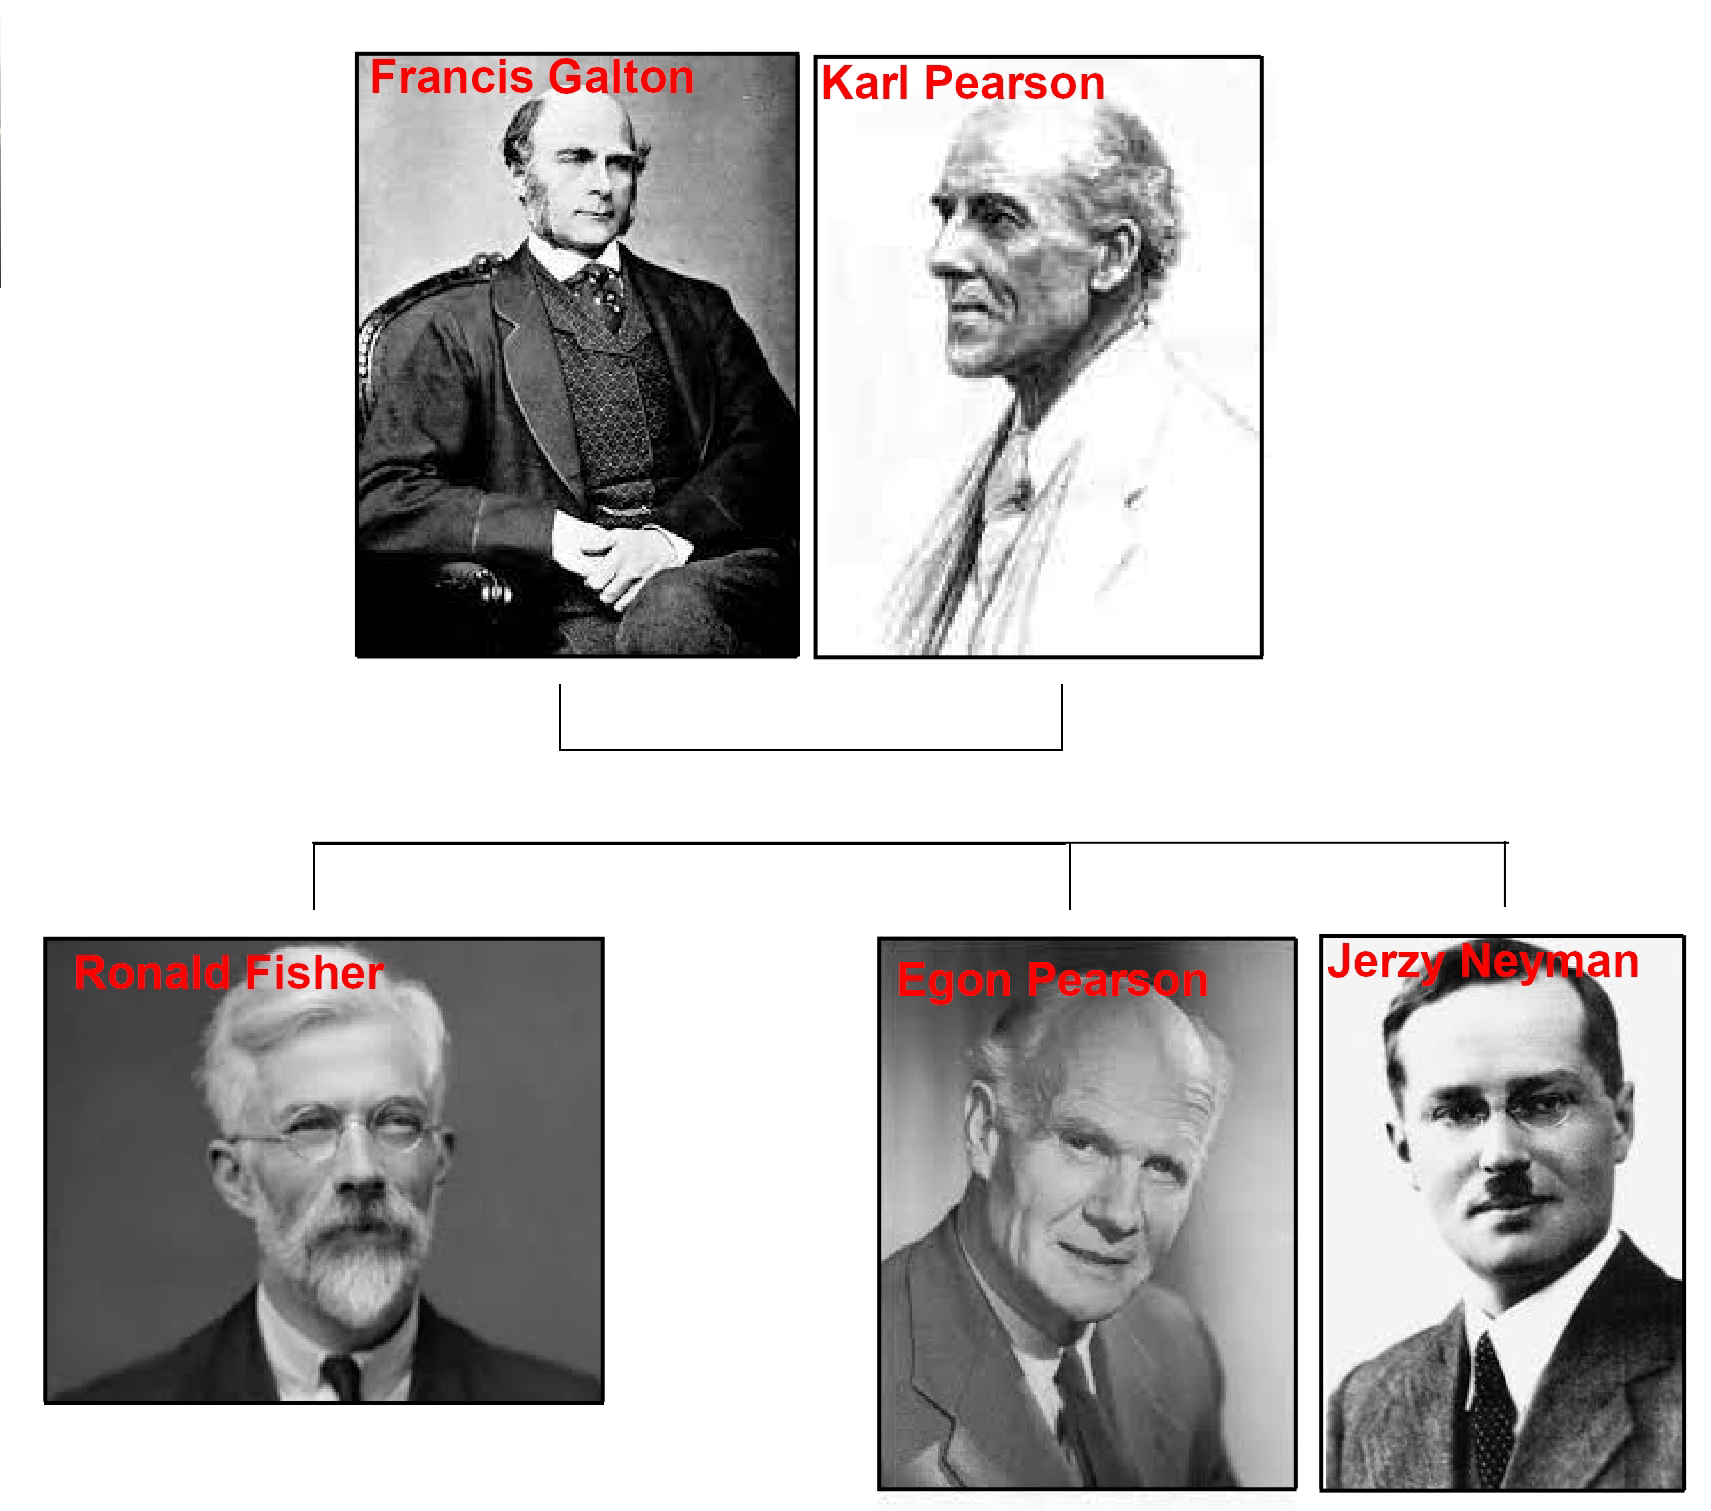 Francis Galton
Karl Pearson
Ronald Fisher
Egon Pearson
Jerzy Neyman